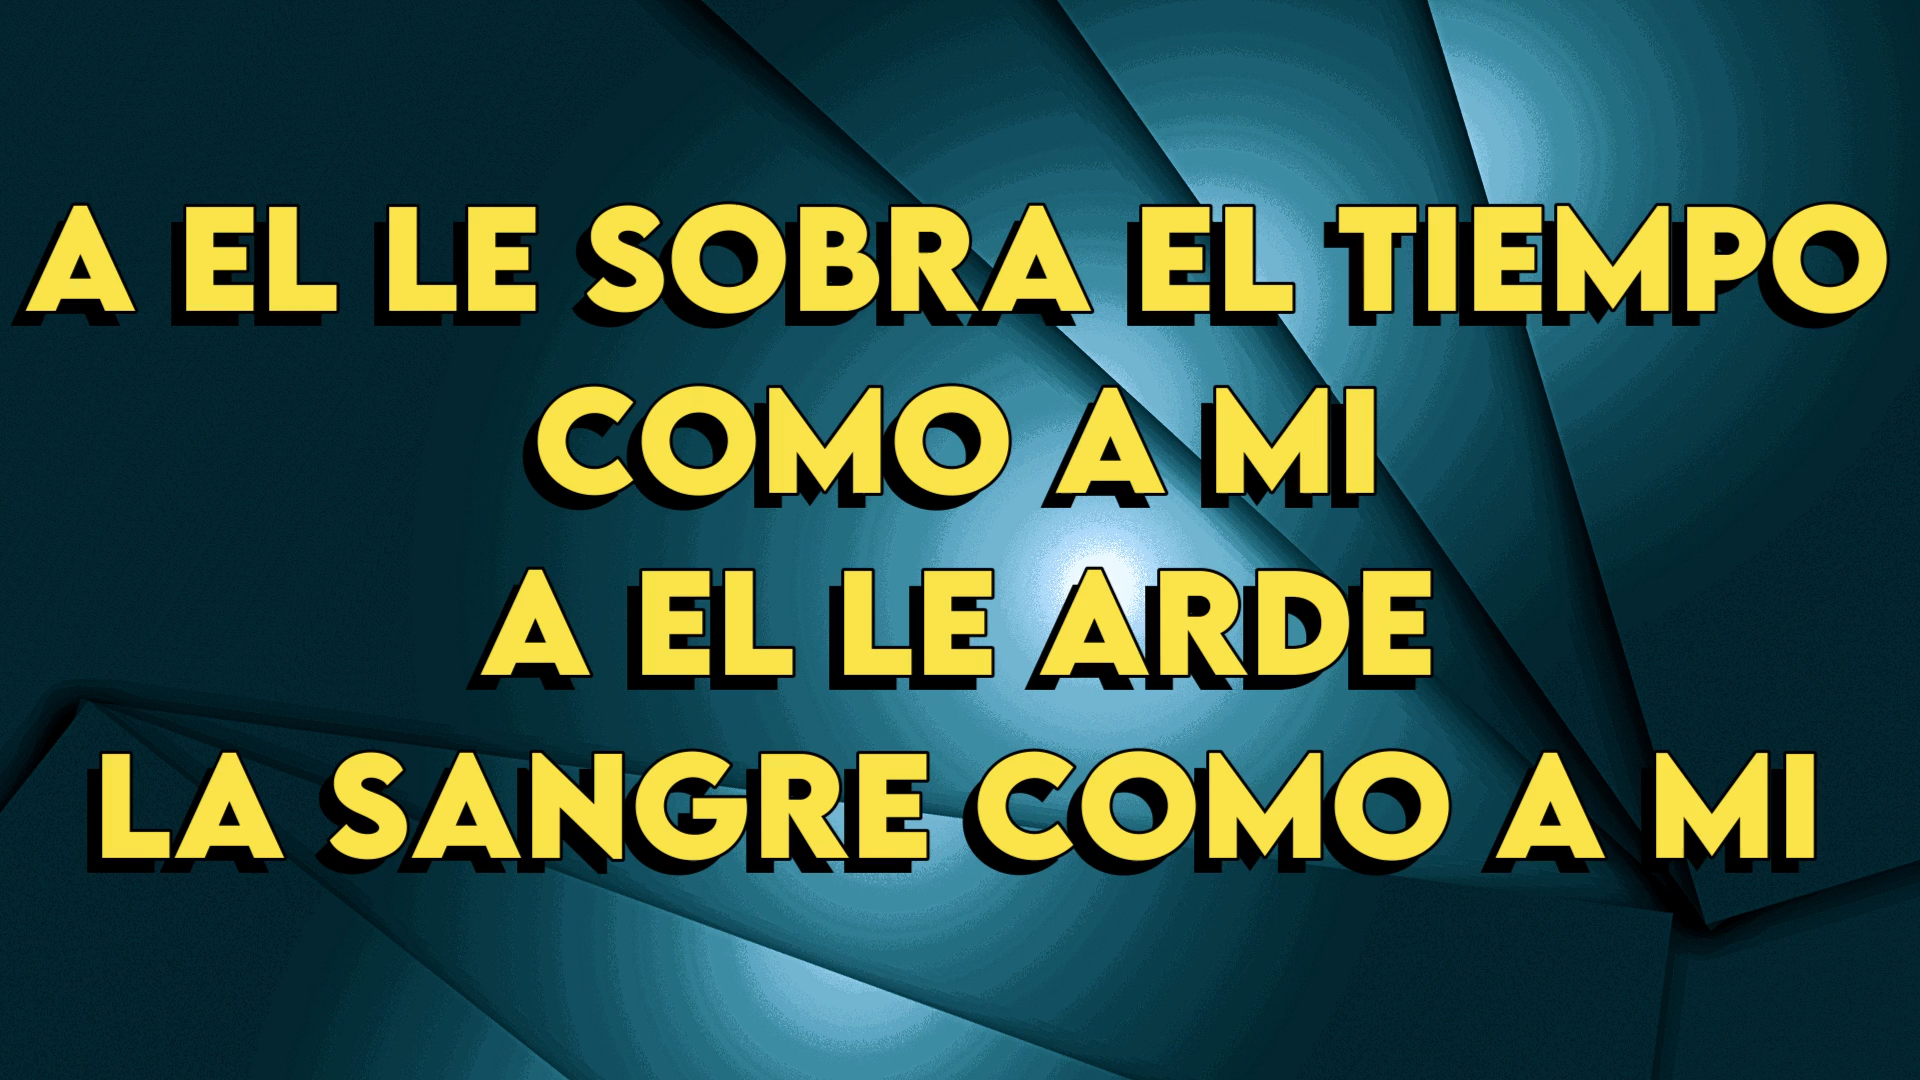 A EL LE SOBRA EL TIEMPO
COMO A MI
A EL LE ARDE
LA SANGRE COMO A MI